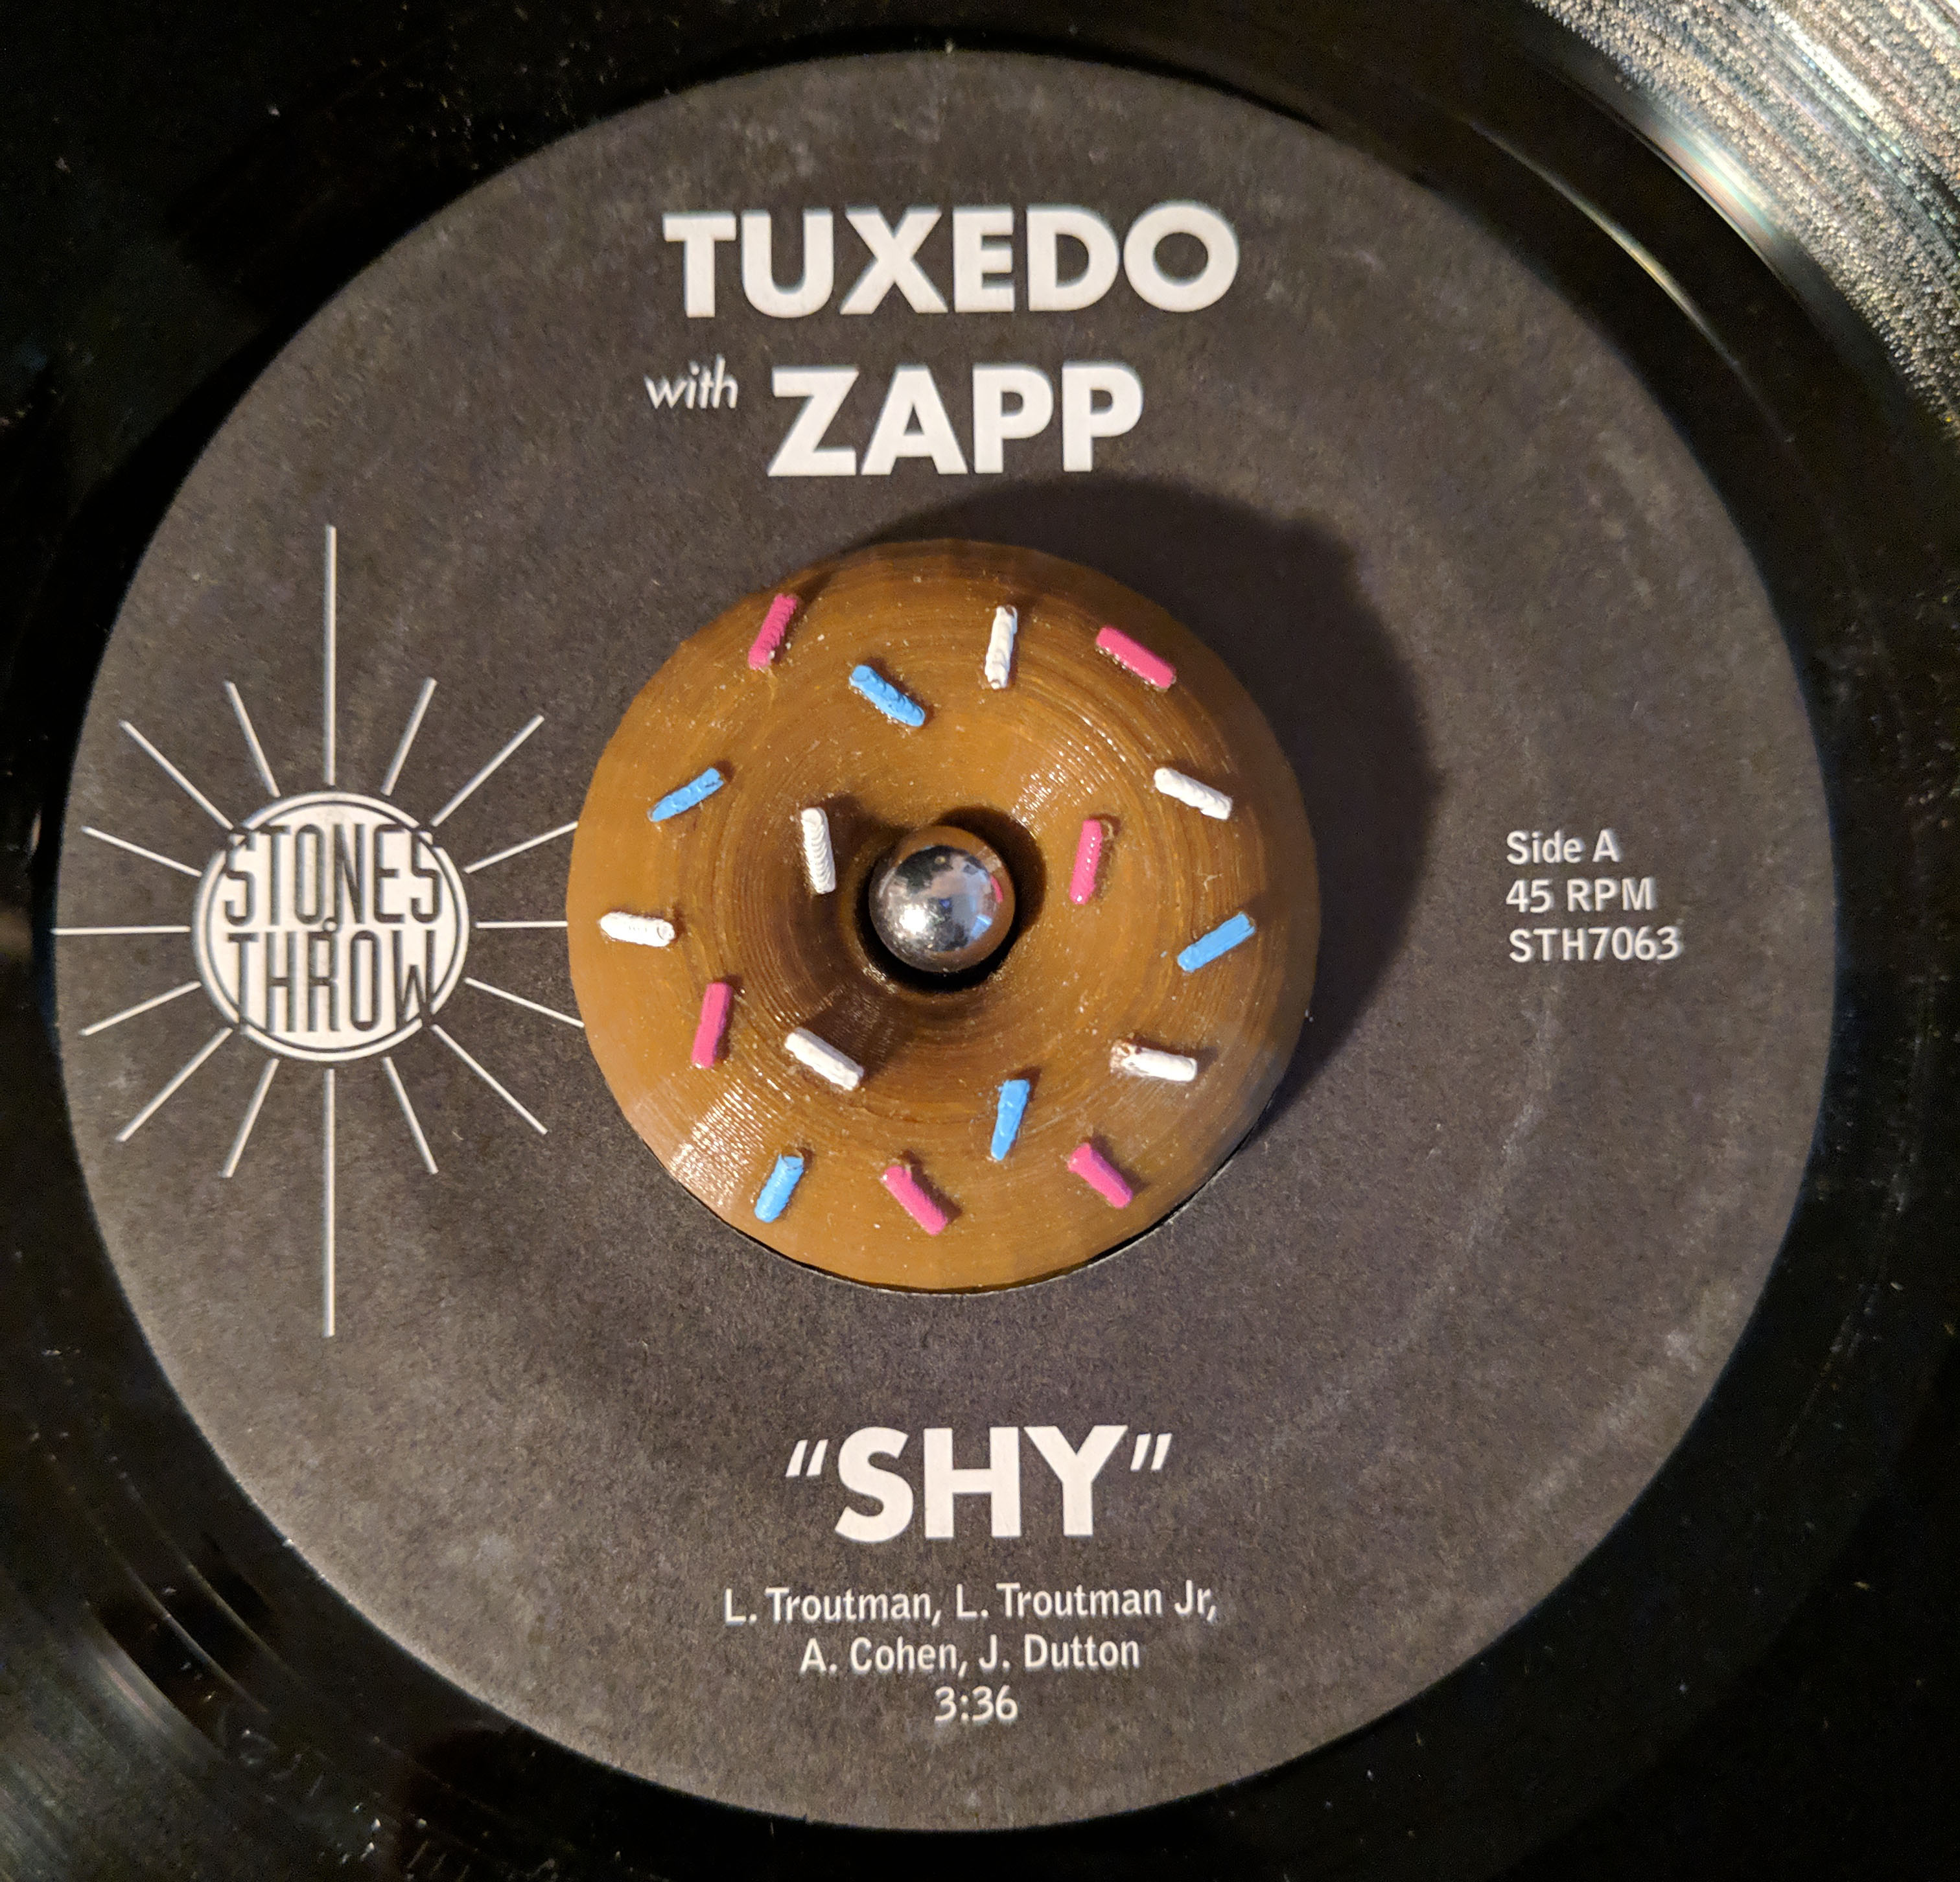 TUXEDO
with ZAPP
STONES
THROW
Side A
45 RPM
STH7063
“SHY”
L. Troutman, L. Troutman Jr,
A. Cohen, J. Dutton
3:36